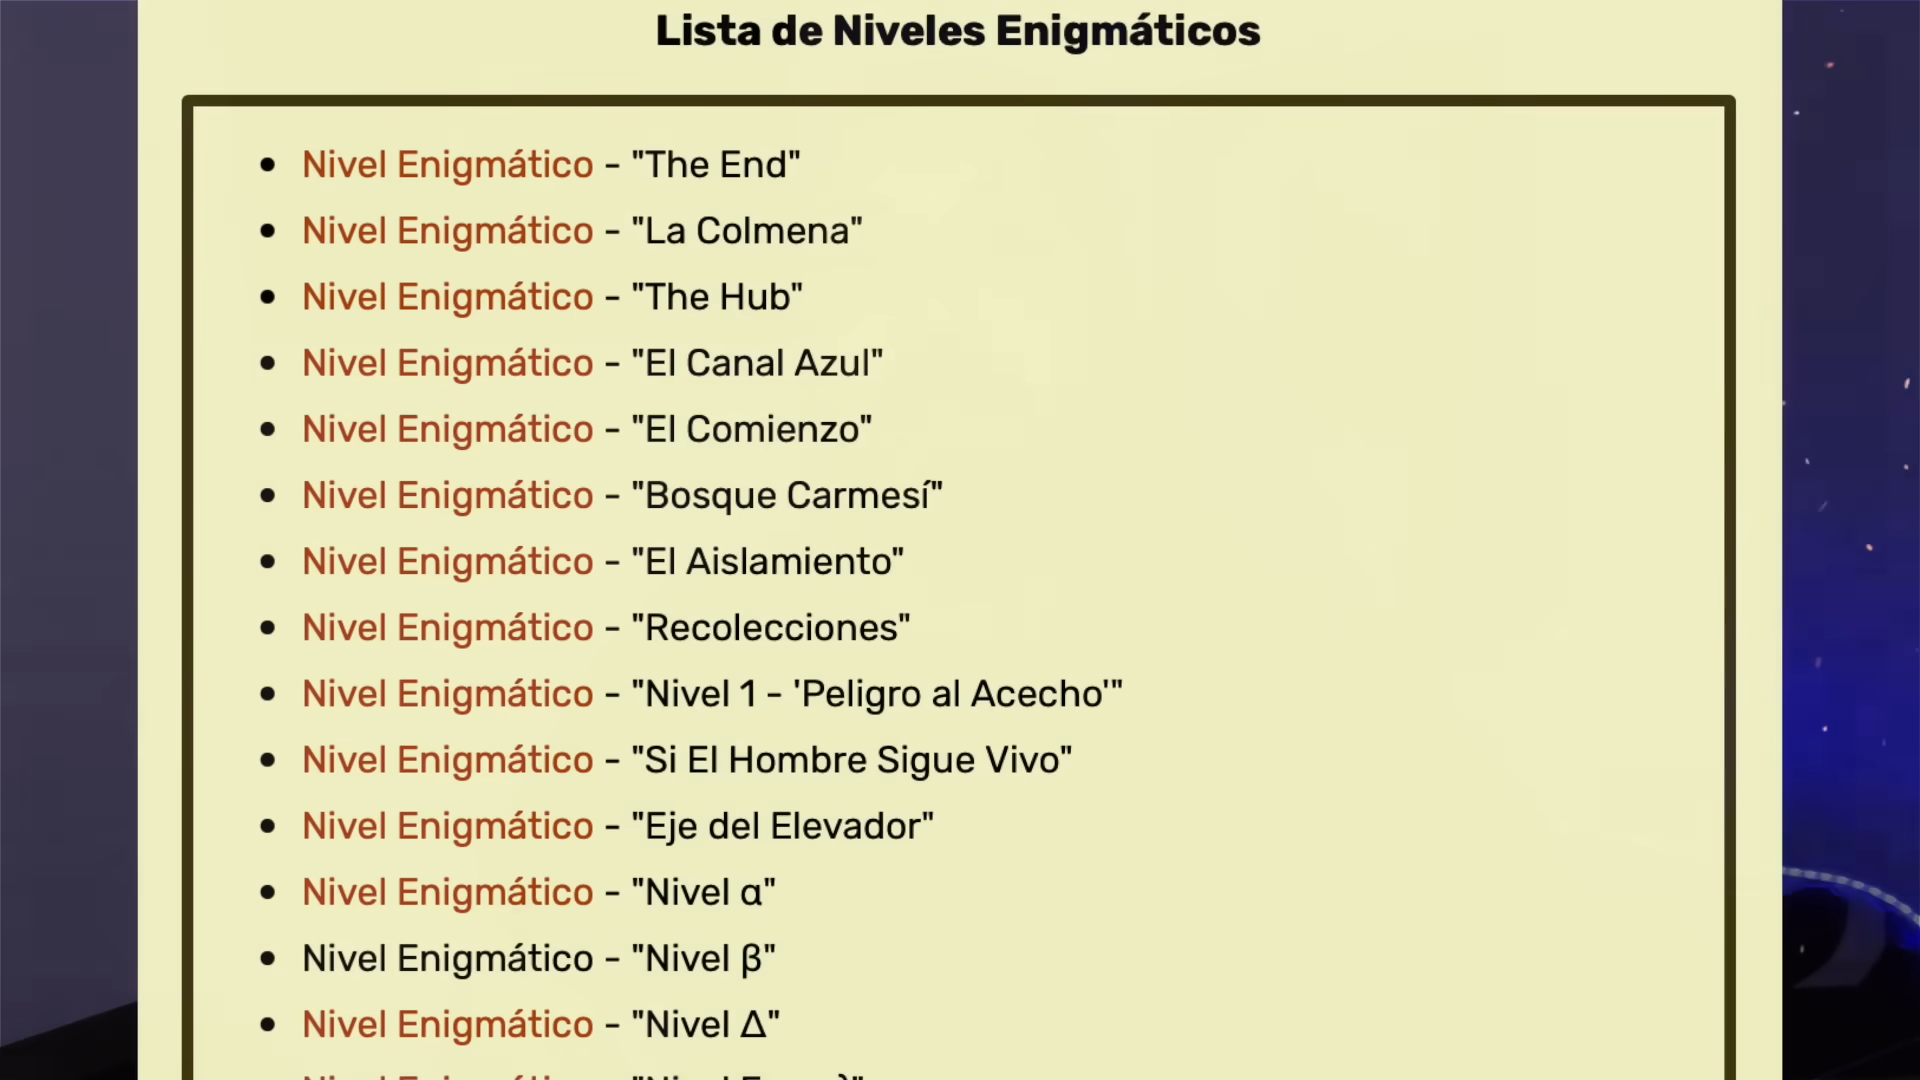 Lista de Niveles Enigmáticos
Nivel Enigmático - "The End"
Nivel Enigmático - "La Colmena"
Nivel Enigmático - "The Hub"
Nivel Enigmático - "El Canal Azul"
Nivel Enigmático - "El Comienzo"
Nivel Enigmático - "Bosque Carmesí"
Nivel Enigmático - "El Aislamiento"
Nivel Enigmático - "Recolecciones"
Nivel Enigmático - "Nivel 1 - 'Peligro al Acecho'"
Nivel Enigmático - "Si El Hombre Sigue Vivo"
Nivel Enigmático - "Eje del Elevador"
Nivel Enigmático - "Nivel α"
Nivel Enigmático - "Nivel β"
Nivel Enigmático - "Nivel Δ"
Nivel Enigmático